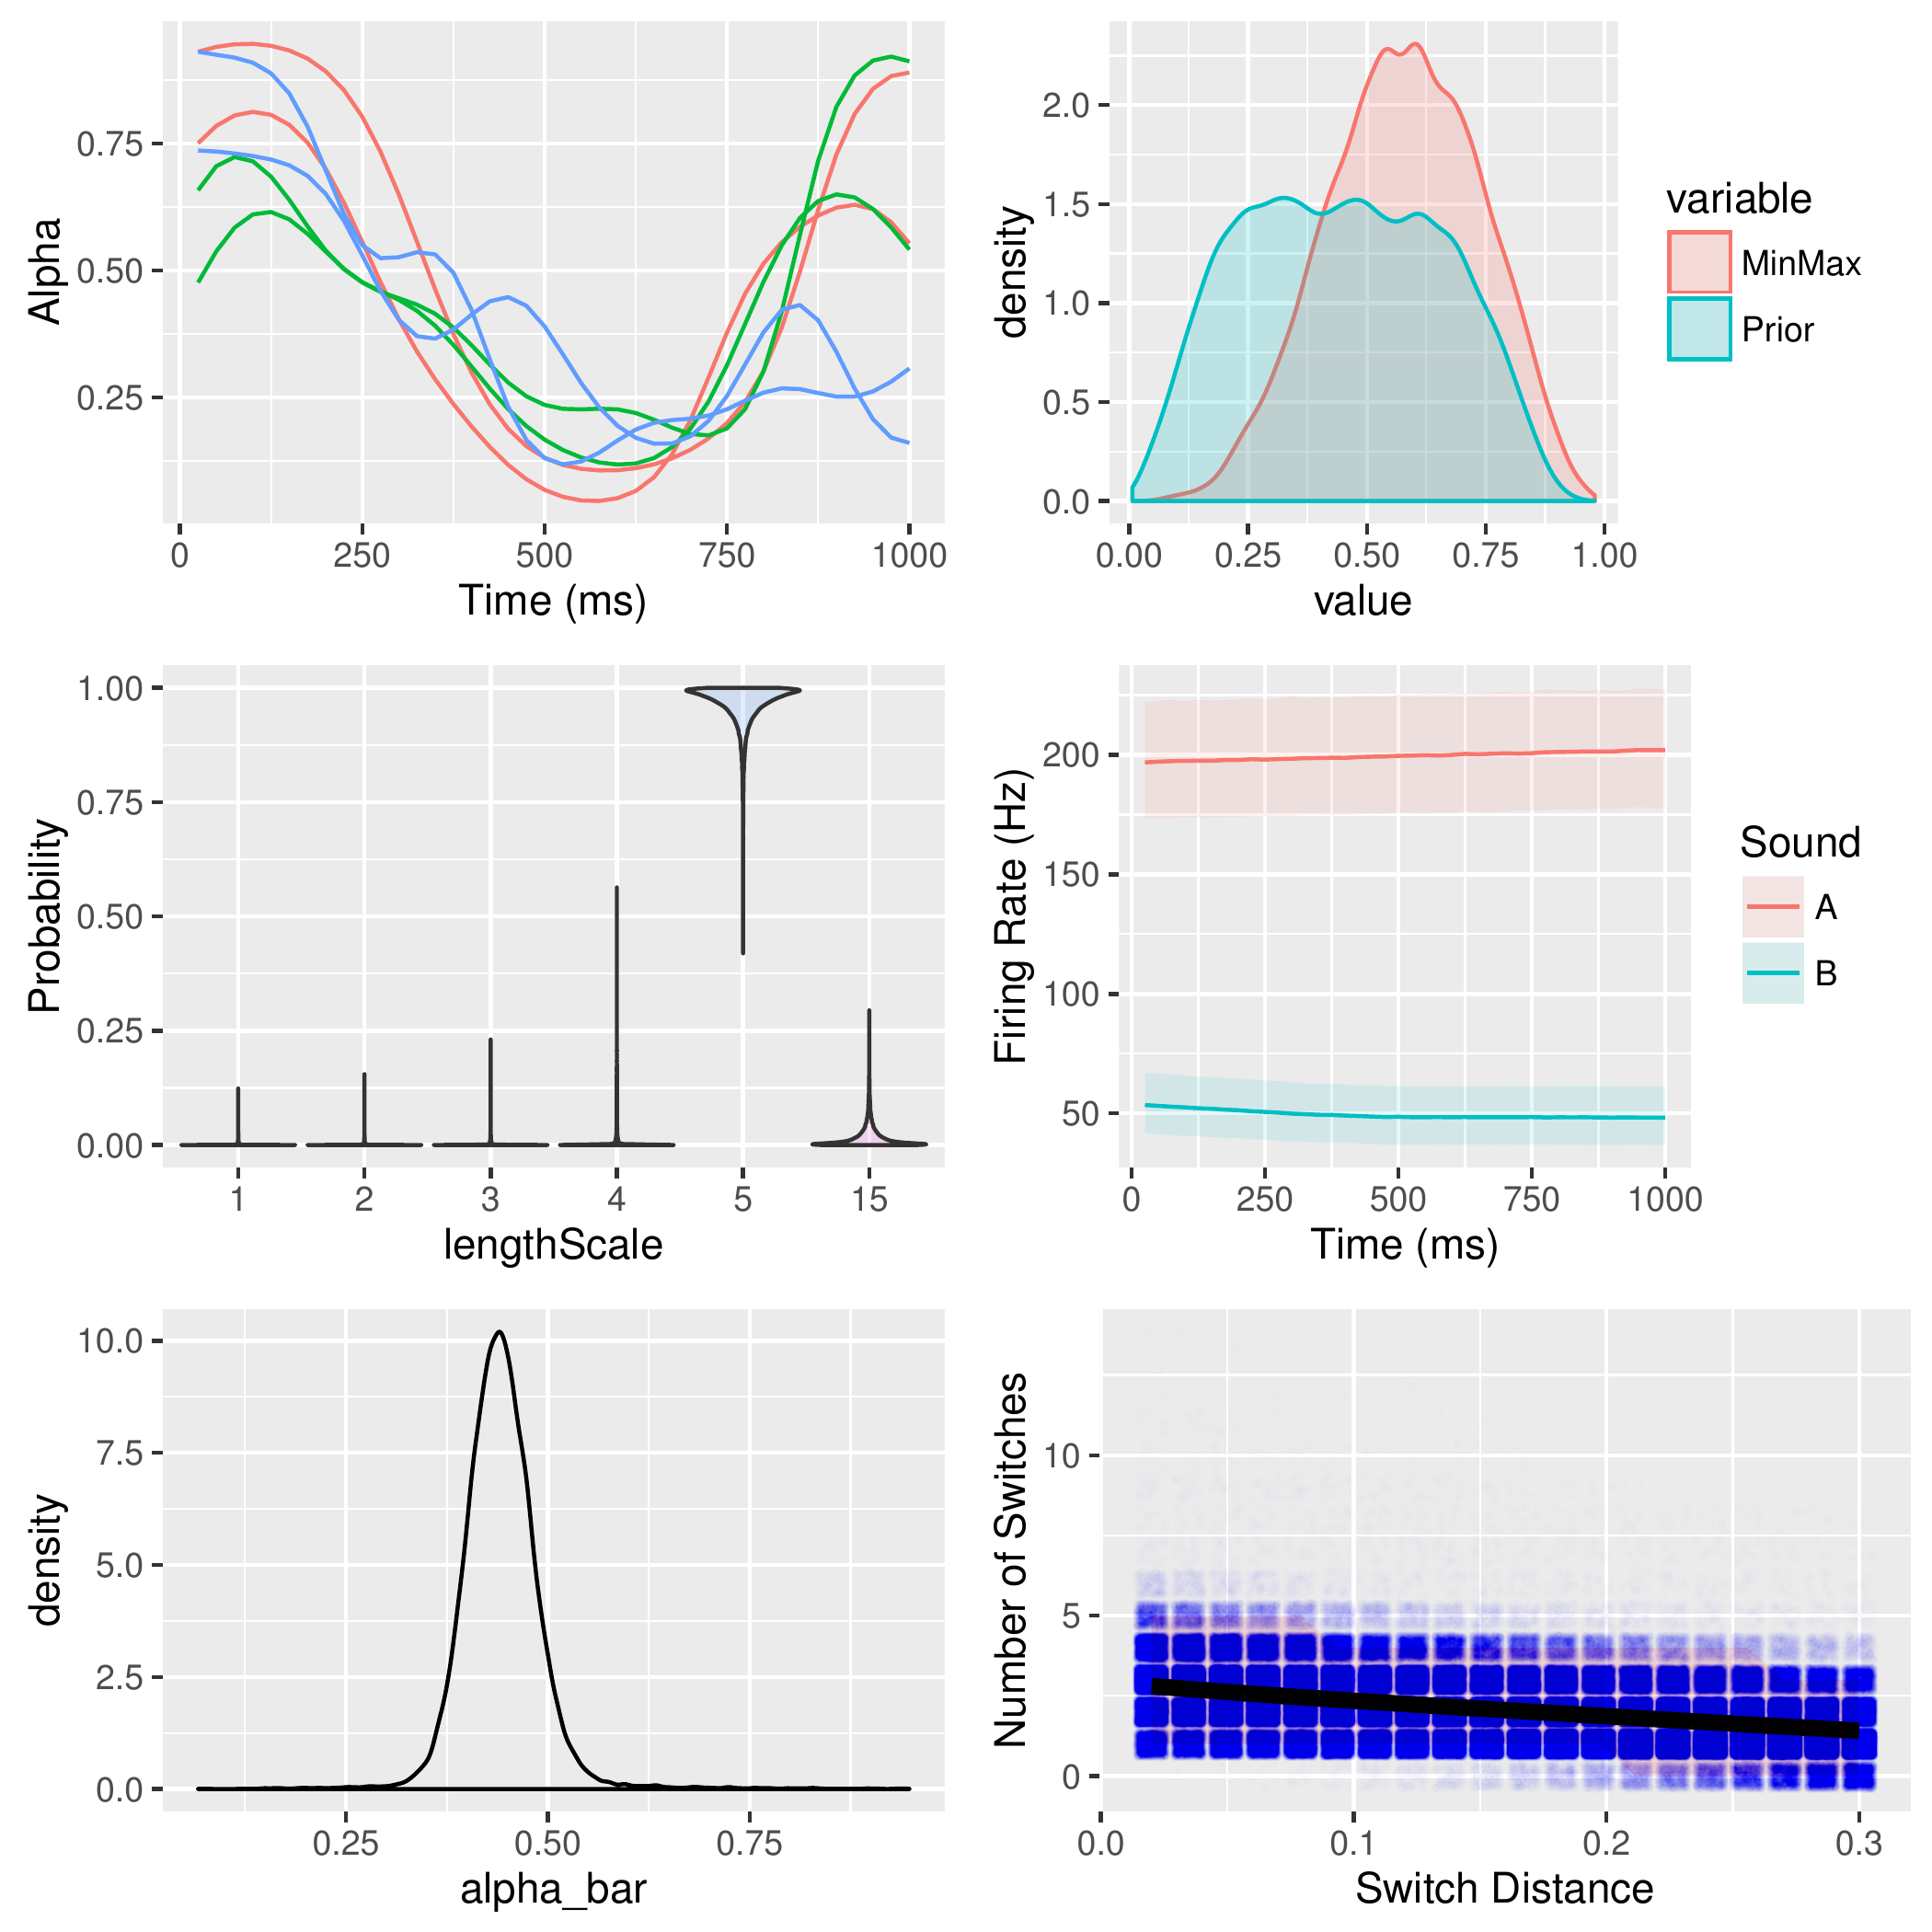 Alpha
0.75
0.50
0.25
0
250
500
750
1000
Time (ms)
density
2.0
1.5
1.0
0.5
0.0
0.00
0.25
0.50
0.75
1.00
value
variable
MinMax
Prior
Probability
1.00
0.75
0.50
0.25
0.00
1
2
3
4
5
15
lengthScale
Firing Rate (Hz)
200
150
100
50
0
250
500
750
1000
Time (ms)
Sound
A
B
density
10.0
7.5
5.0
2.5
0.0
0.25
0.50
0.75
alpha_bar
Number of Switches
10
5
0
0.0
0.1
0.2
0.3
Switch Distance